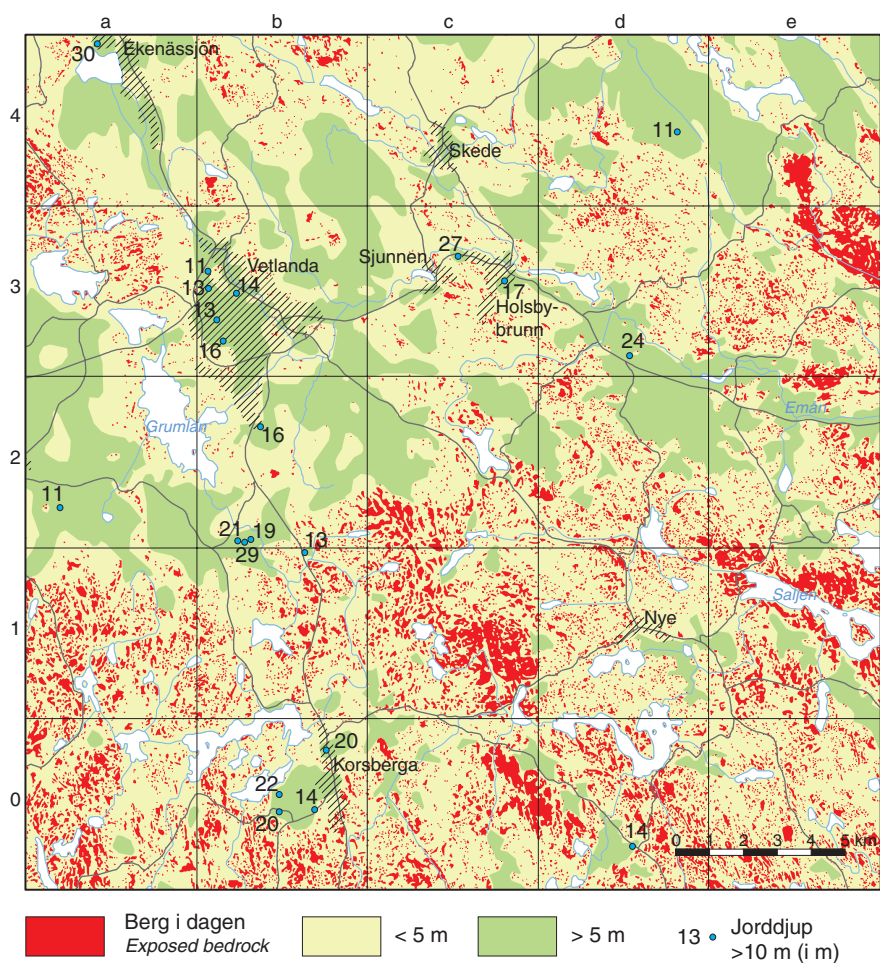 a b c d e
30
Ekenässjön
4
11
Skede
27
Sjunnen
11
Vetlanda
13
14
3
17
13
Holsby-
brunn
16
24
Grumlan
Emån
16
2
11
21
19
29
13
Saljen
Nye
1
20
Korsberga
22
14
0
20
14
0 1 2 3 4 5 km
Berg i dagen
Exposed bedrock
< 5 m
> 5 m
13
Jorddjup
>10 m (i m)